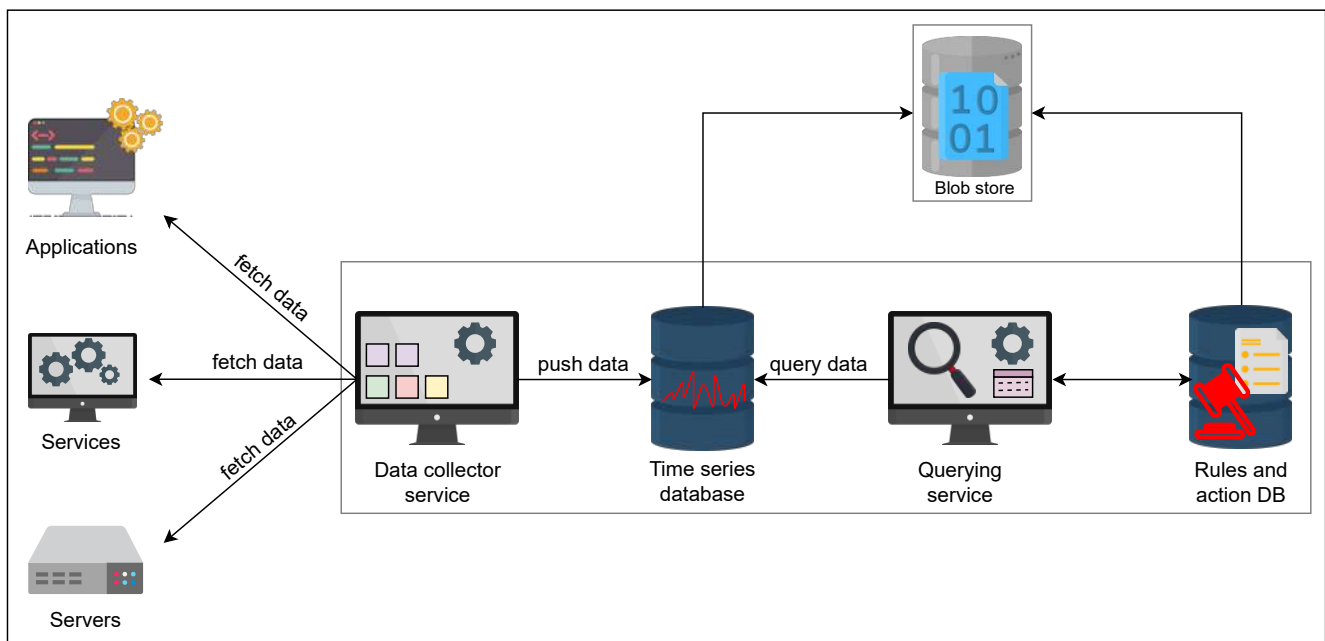 10
01
Blob store
Applications
fetch data
fetch data
push data
query data
Services
fetch data
Data collector
service
Time series
database
Querying
service
Rules and
action DB
Servers